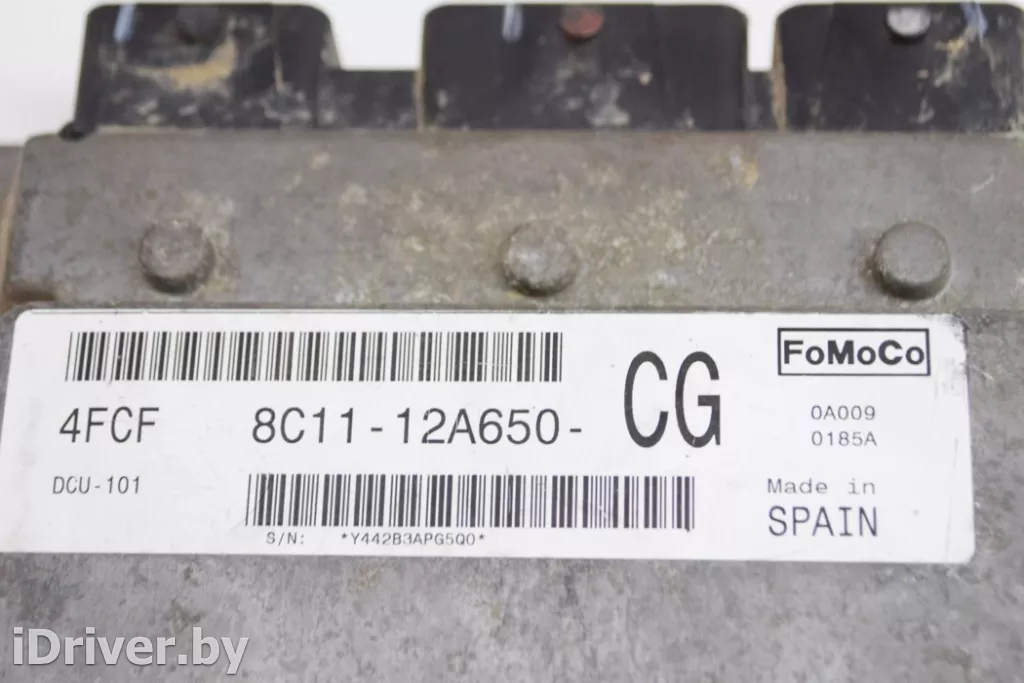 FoMoCo
4FCF 8C11-12A650- CG
0A009
0185A
DCU-101
Made in
SPAIN
S/N: *Y442B3APG5Q0*
iDriver.by